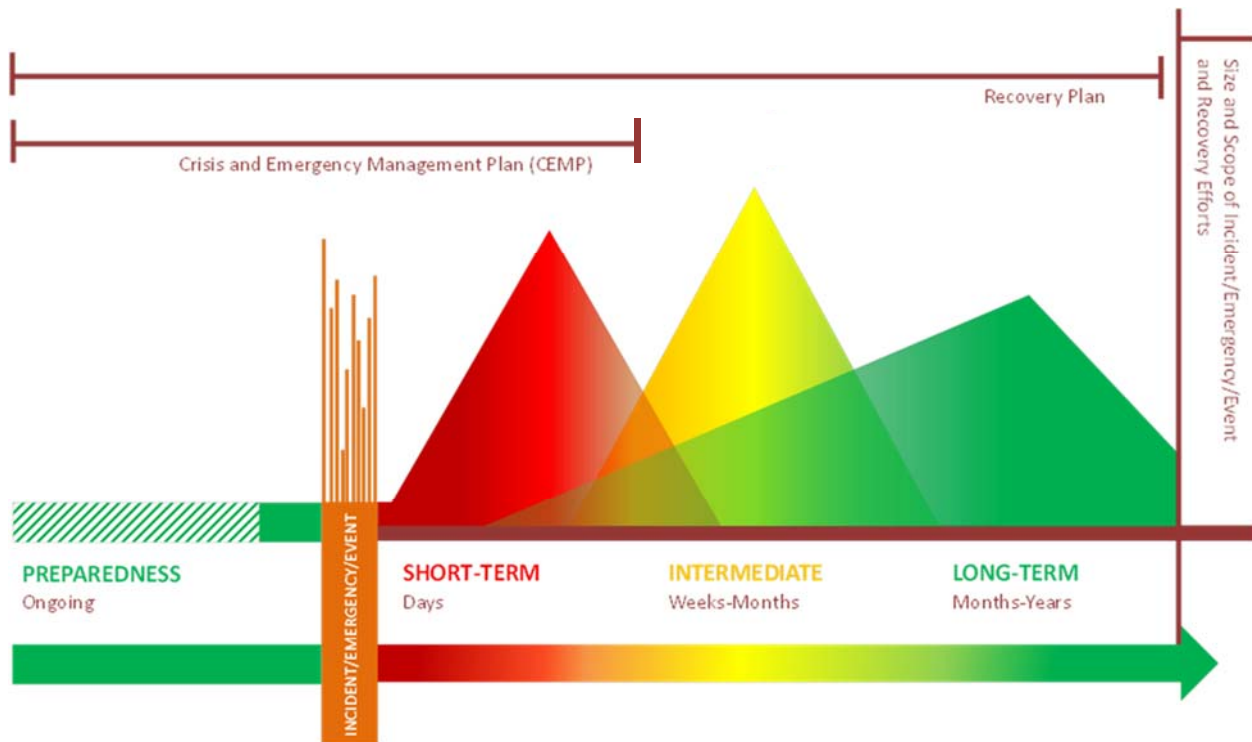 Recovery Plan
Crisis and Emergency Management Plan (CEMP)
Size and Scope of Incident/Emergency/Event
and Recovery Efforts
INCIDENT/EMERGENCY/EVENT
PREPAREDNESS
Ongoing
SHORT-TERM
Days
INTERMEDIATE
Weeks-Months
LONG-TERM
Months-Years